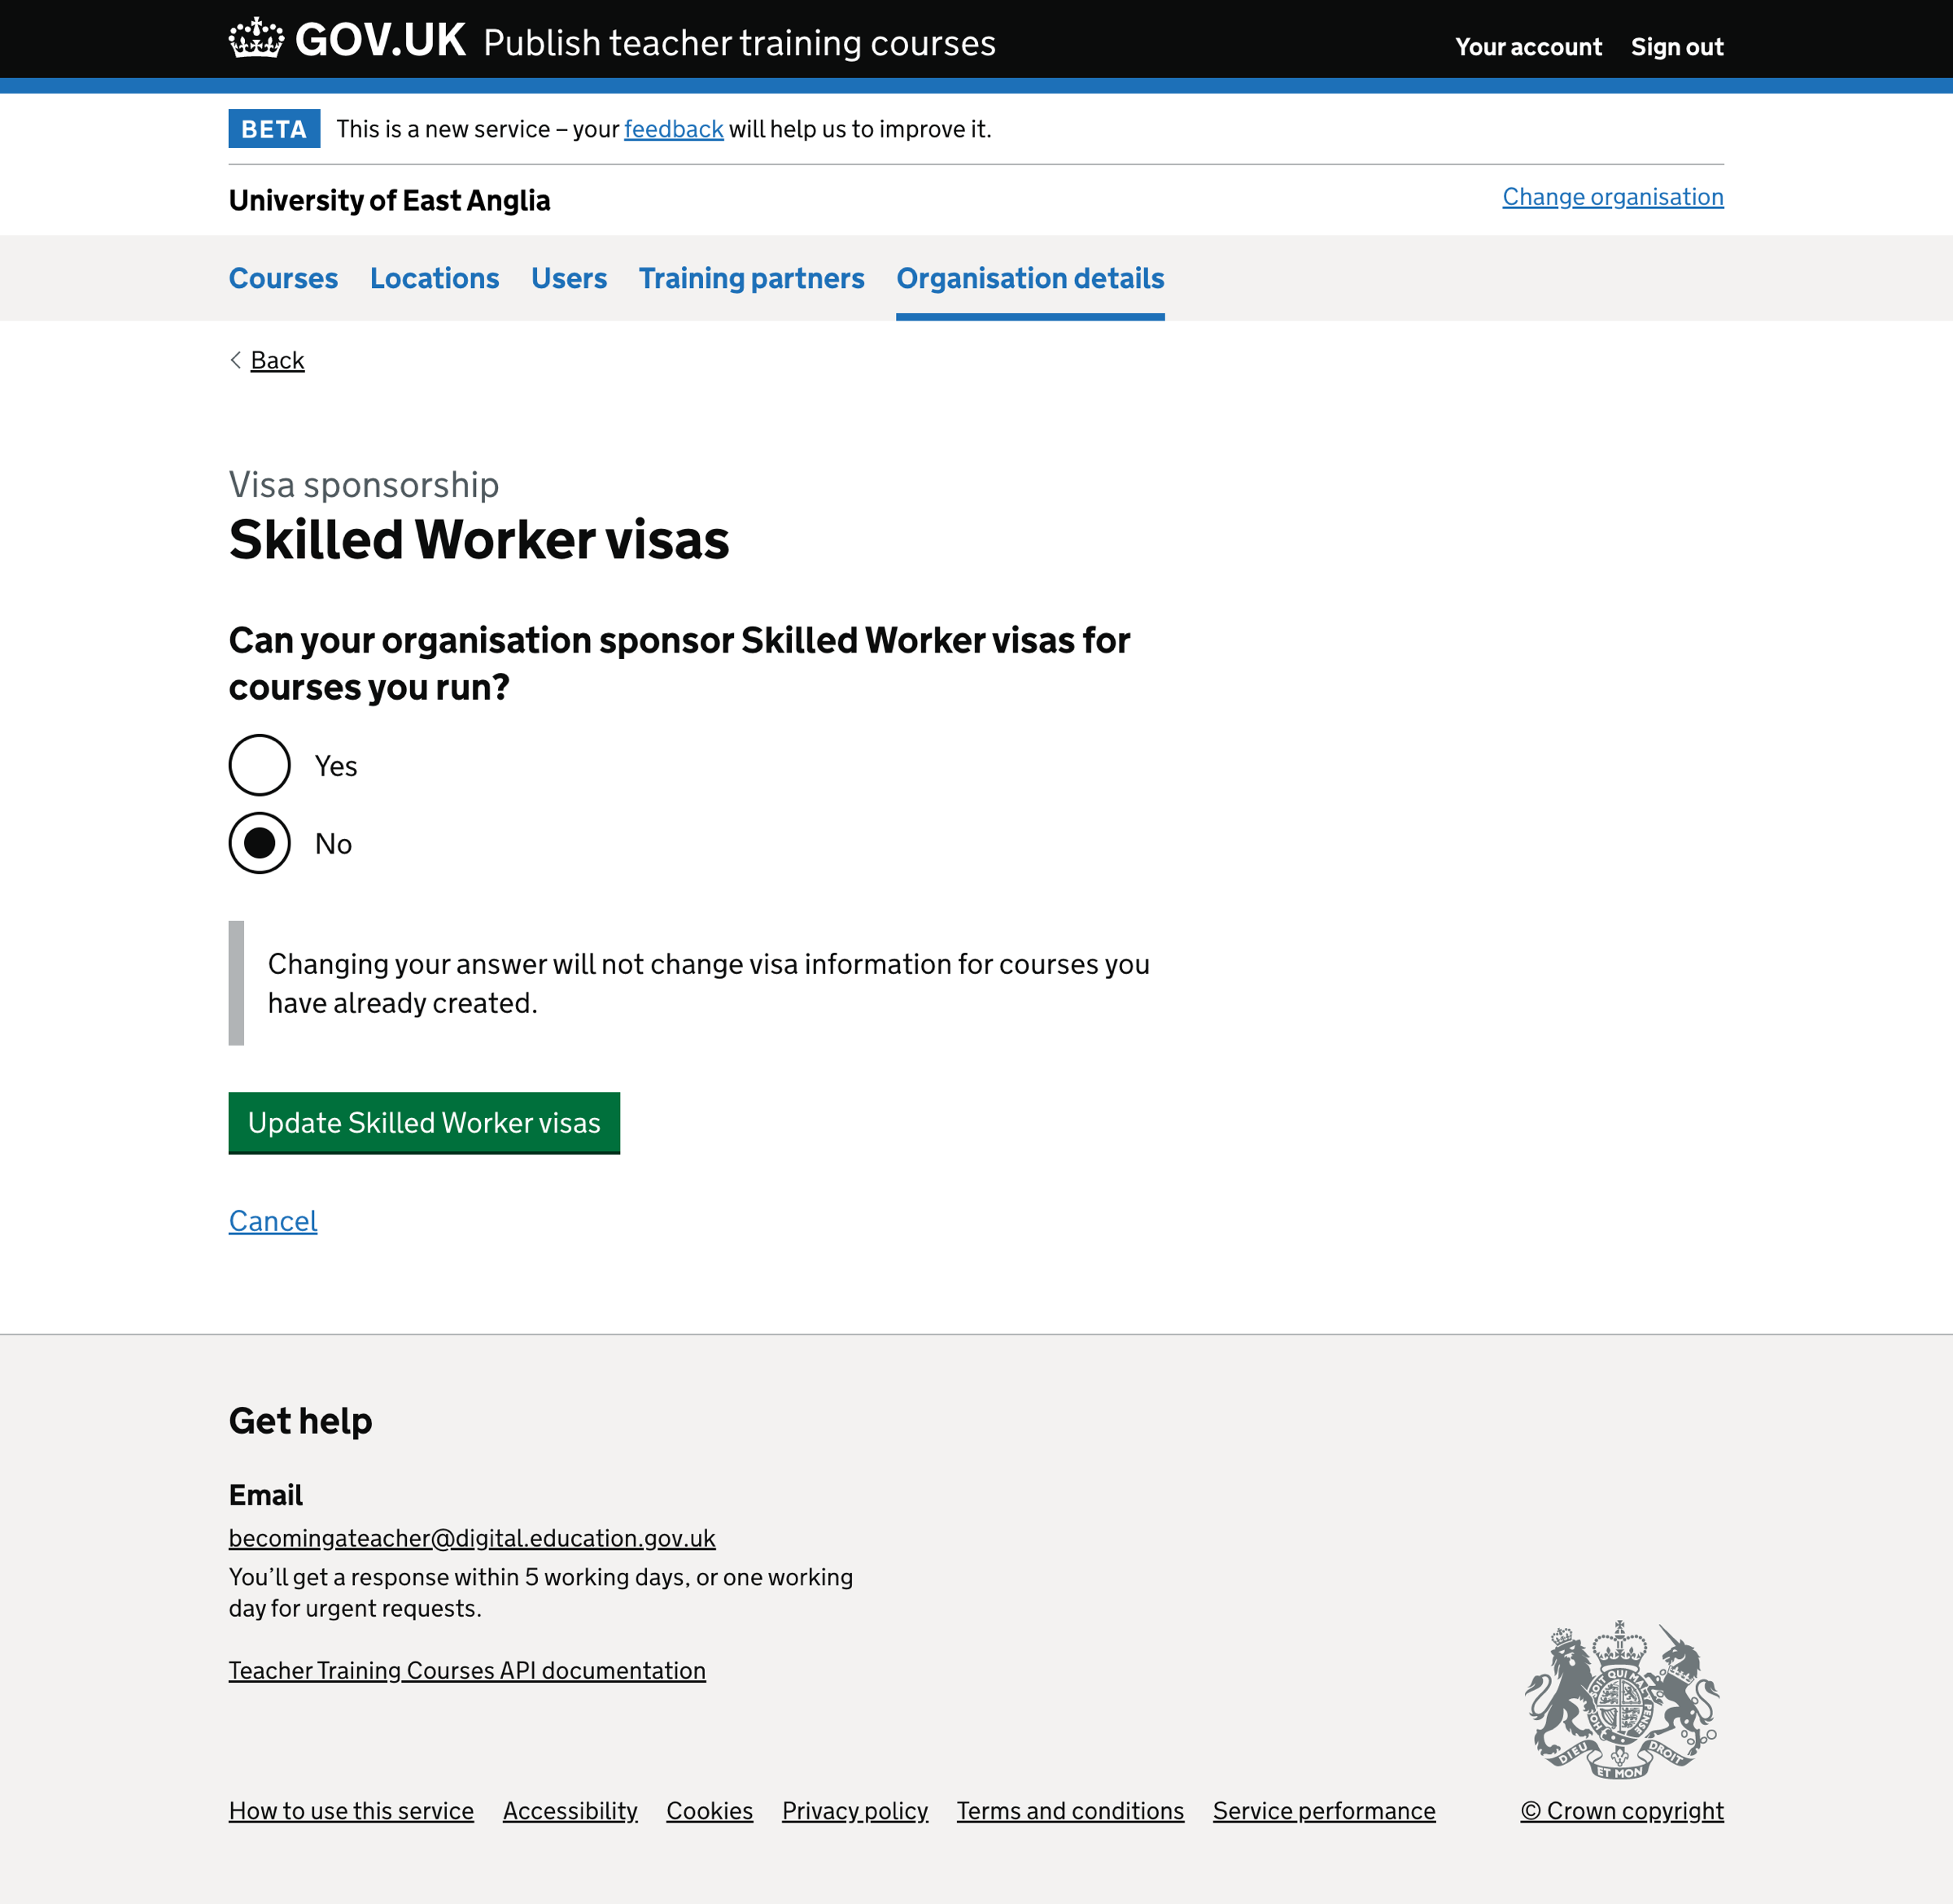 GOV.UK Publish teacher training courses
Your account Sign out
BETA This is a new service – your feedback will help us to improve it.
University of East Anglia
Change organisation
Courses Locations Users Training partners Organisation details
Back
Visa sponsorship
Skilled Worker visas
Can your organisation sponsor Skilled Worker visas for
courses you run?
Yes
No
Changing your answer will not change visa information for courses you
have already created.
Update Skilled Worker visas
Cancel
Get help
Email
becomingateacher@digital.education.gov.uk
You’ll get a response within 5 working days, or one working
day for urgent requests.
Teacher Training Courses API documentation
DIEU ET MON DROIT
How to use this service Accessibility Cookies Privacy policy Terms and conditions Service performance © Crown copyright